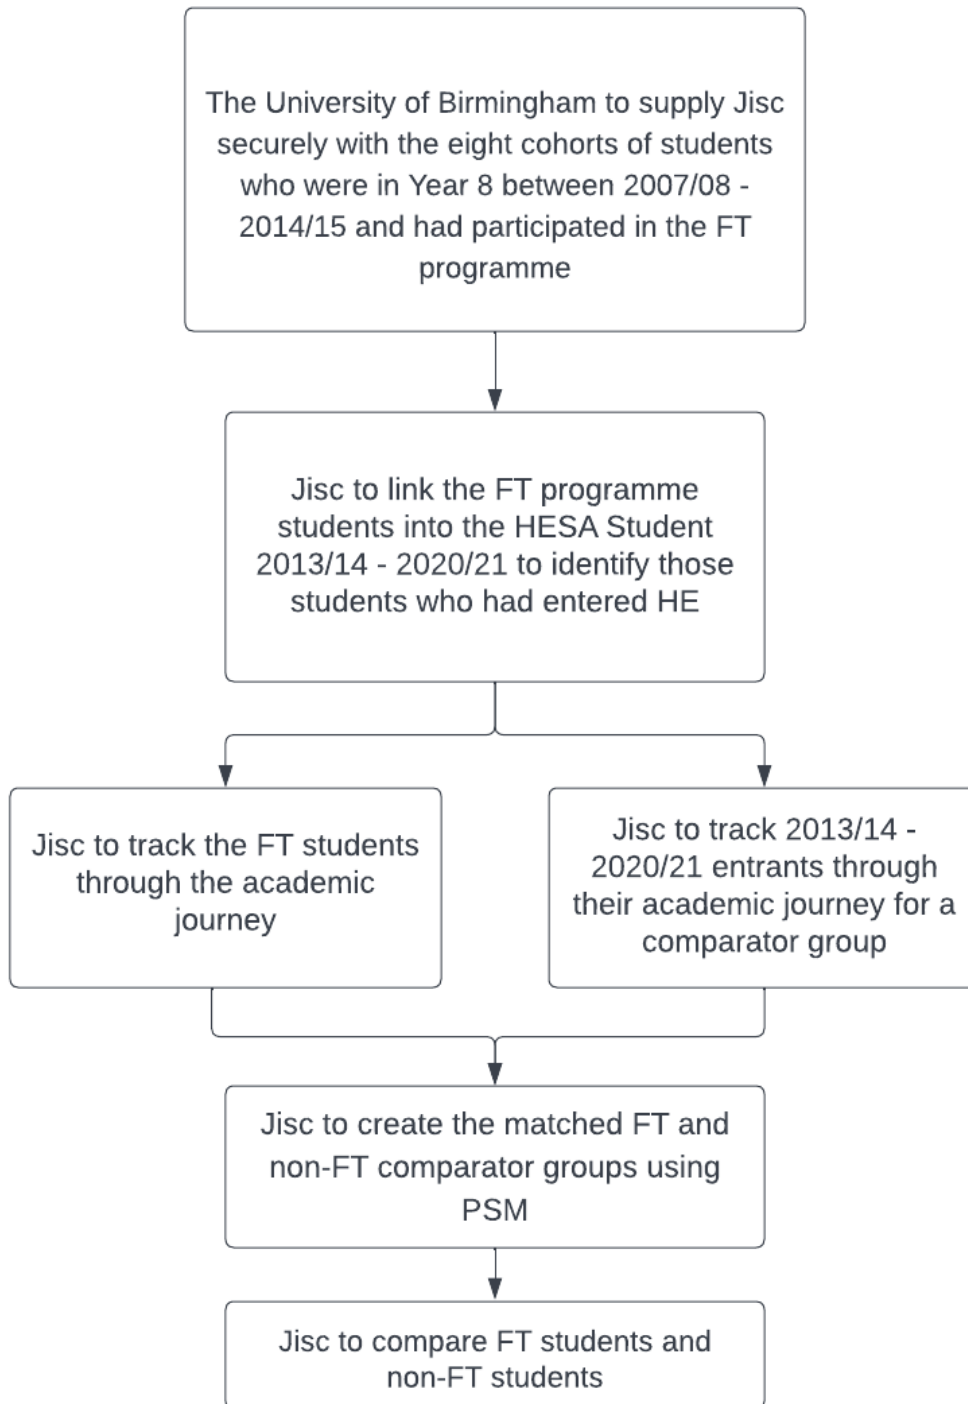 The University of Birmingham to supply Jisc
securely with the eight cohorts of students
who were in Year 8 between 2007/08 -
2014/15 and had participated in the FT
programme
Jisc to link the FT programme
students into the HESA Student
2013/14 - 2020/21 to identify those
students who had entered HE
Jisc to track the FT students
through the academic
journey
Jisc to track 2013/14 -
2020/21 entrants through
their academic journey for a
comparator group
Jisc to create the matched FT and
non-FT comparator groups using
PSM
Jisc to compare FT students and
non-FT students